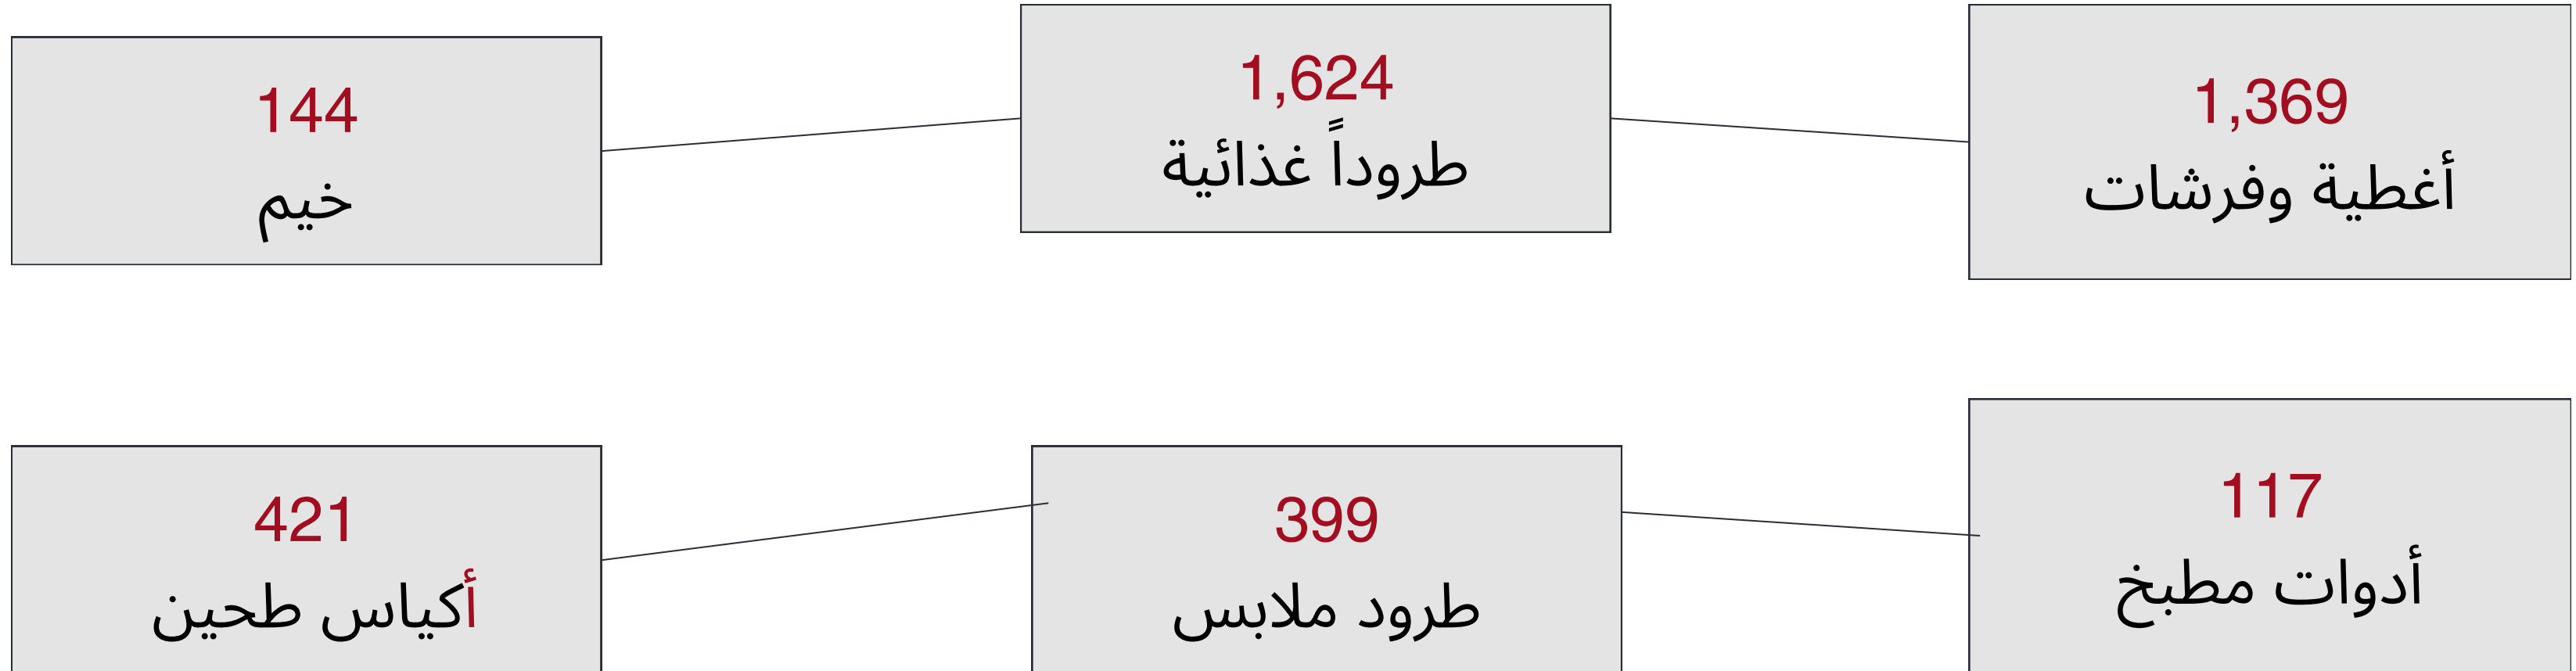 1,369
أغطية وفرشات
1,624
طروداً غذائية
144
خيم
117
أدوات مطبخ
399
طرود ملابس
421
أكياس طحين